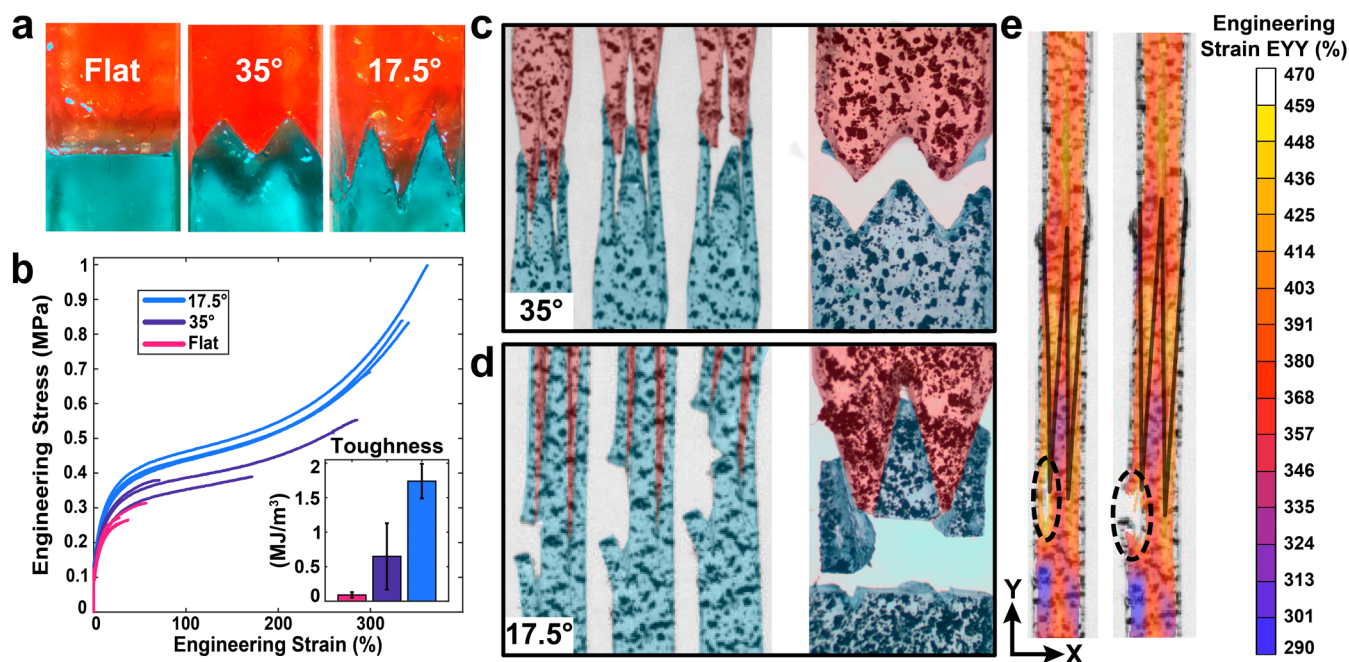 a
Flat
35°
17.5°
b
Engineering Stress (MPa)
1
0.9
0.8
0.7
0.6
0.5
0.4
0.3
0.2
0.1
0
17.5°
35°
Flat
Toughness
(MJ/m³)
2
1.5
1
0.5
0
0
100
200
300
Engineering Strain (%)
c
35°
d
17.5°
e
Y
X
Engineering
Strain EYY (%)
470
459
448
436
425
414
403
391
380
368
357
346
335
324
313
301
290